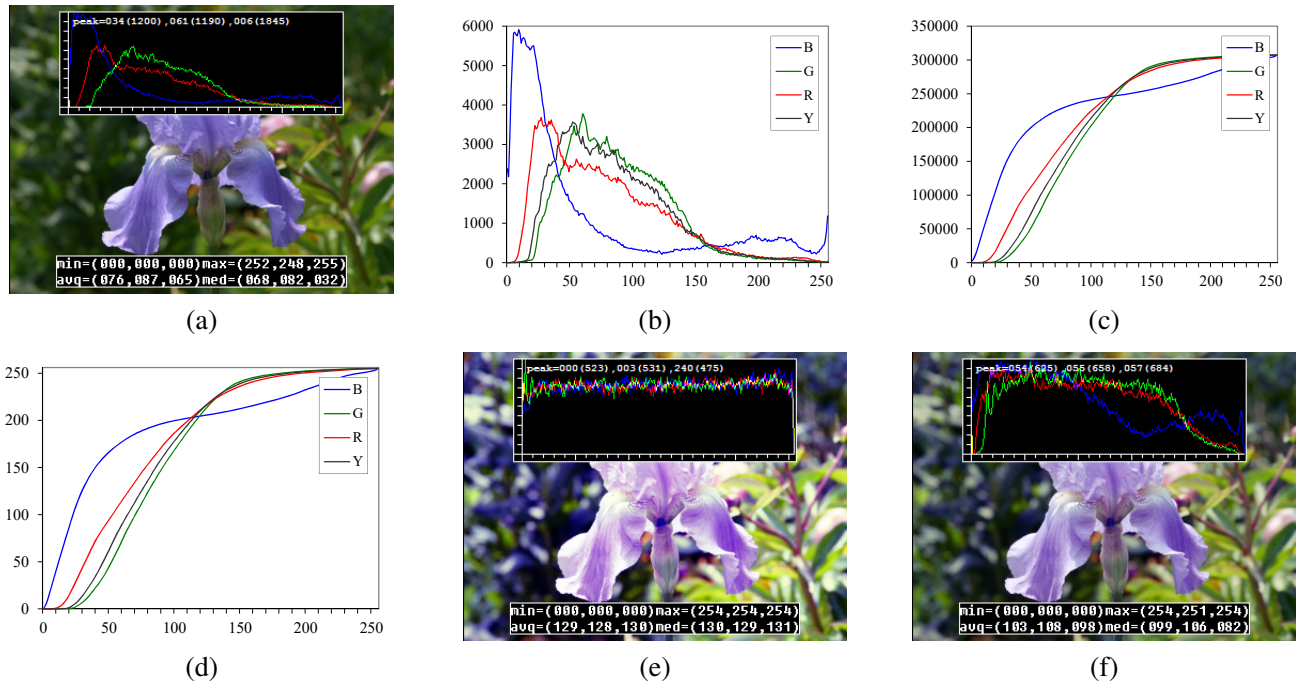 peak=034(1200),061(1190),006(1845)
min=(000,000,000)max=(252,248,255)
avg=(076,087,065)med=(068,082,032)
(a)
6000
5000
4000
3000
2000
1000
0
0 50 100 150 200 250
B
G
R
Y
(b)
350000
300000
250000
200000
150000
100000
50000
0
0 50 100 150 200 250
B
G
R
Y
(c)
250
200
150
100
50
0
0 50 100 150 200 250
B
G
R
Y
(d)
peak=000(523),003(531),240(475)
min=(000,000,000)max=(254,254,254)
avg=(129,128,130)med=(130,129,131)
(e)
peak=054(625),055(658),057(684)
min=(000,000,000)max=(254,251,254)
avg=(103,108,098)med=(099,106,082)
(f)